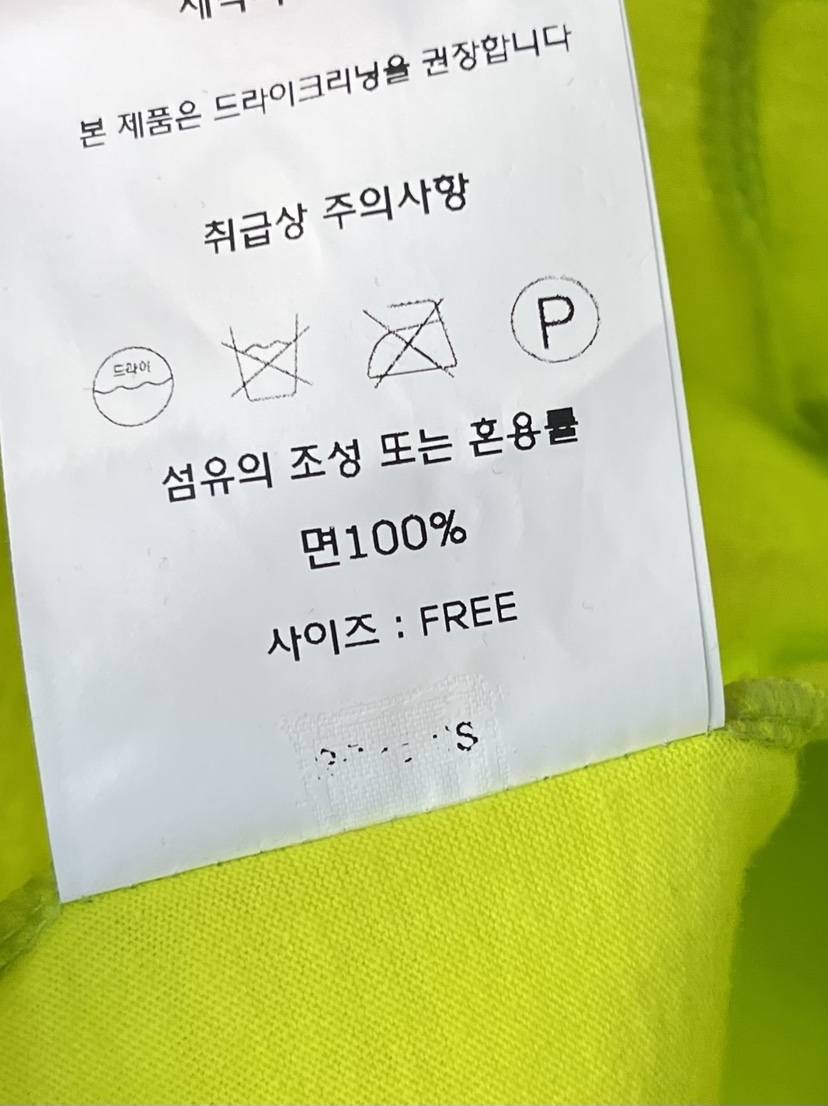 본 제품은 드라이크리닝을 권장합니다
취급상 주의사항
드라이
P
섬유의 조성 또는 혼용률
면100%
사이즈 : FREE